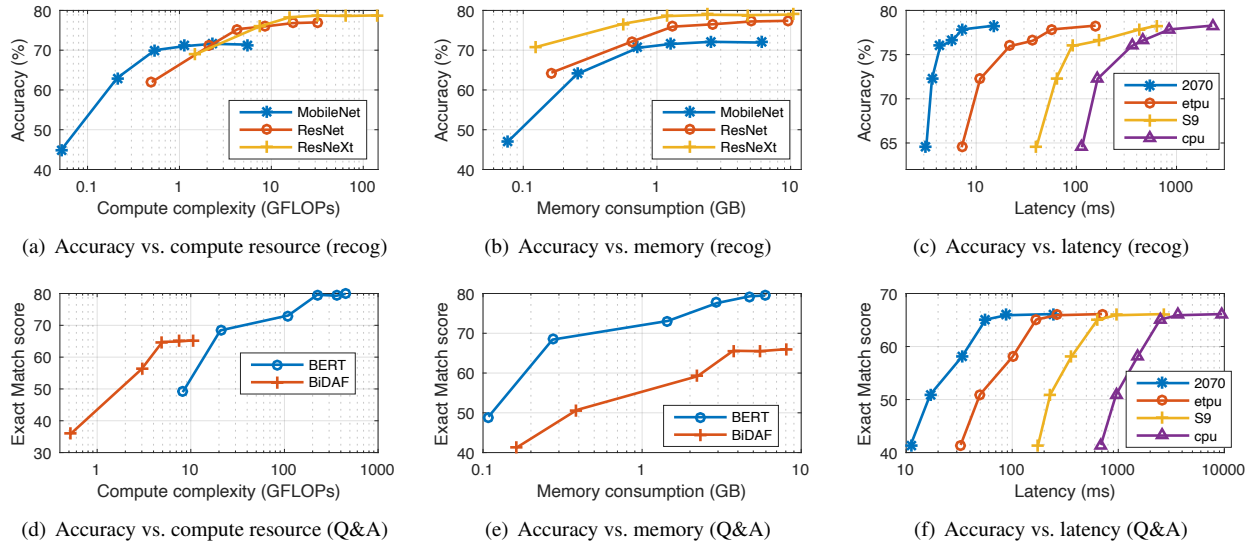 80
70
60
50
40
Accuracy (%)
0.1
1
10
100
Compute complexity (GFLOPs)
MobileNet
ResNet
ResNeXt
(a) Accuracy vs. compute resource (recog)
80
70
60
50
40
Accuracy (%)
0.1
1
10
Memory consumption (GB)
MobileNet
ResNet
ResNeXt
(b) Accuracy vs. memory (recog)
80
75
70
65
Accuracy (%)
10
100
1000
Latency (ms)
2070
etpu
S9
cpu
(c) Accuracy vs. latency (recog)
80
70
60
50
40
30
Exact Match score
1
10
100
1000
Compute complexity (GFLOPs)
BERT
BiDAF
(d) Accuracy vs. compute resource (Q&A)
80
70
60
50
40
Exact Match score
0.1
1
10
Memory consumption (GB)
BERT
BiDAF
(e) Accuracy vs. memory (Q&A)
70
60
50
40
Exact Match score
10
100
1000
10000
Latency (ms)
2070
etpu
S9
cpu
(f) Accuracy vs. latency (Q&A)